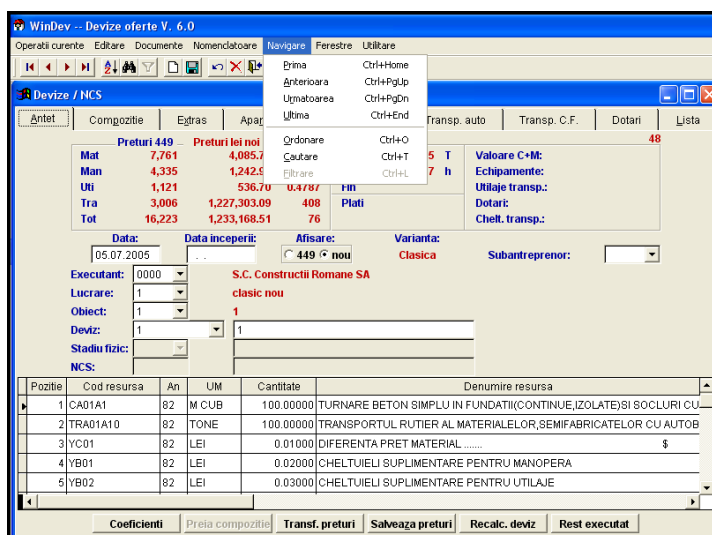 WinDev -- Devize oferte V. 6.0
Operatii curente Editare Documente Nomenclatoare Navigare Ferestre Utilitare
Prima Ctrl+Home
Anterioara Ctrl+PgUp
Urmatoarea Ctrl+PgDn
Ultima Ctrl+End
Ordonare Ctrl+O
Cautare Ctrl+T
Filtrare Ctrl+L
Devize / NCS
Antet Compozitie Extras Transp. auto Transp. C.F. Dotari Lista
Preturi 449 Preturi lei noi 48
Mat 7,761 5 T Valoare C+M:
Man 4,335 7 h Echipamente:
Uti 1,121 536.70 0.4787 Fin Utilaje transp.:
Tra 3,006 1,227,303.09 408 Plati Dotari:
Tot 16,223 1,233,168.51 76 Chelt. transp.:
Data: Data inceperii: Afisare: Varianta:
05.07.2005 . . 449 nou Clasica Subantreprenor:
Executant: 0000 S.C. Constructii Romane SA
Lucrare: 1 clasic nou
Obiect: 1 1
Deviz: 1 1
Stadiu fizic:
NCS:
Pozitie Cod resursa An UM Cantitate Denumire resursa
1 CA01A1 82 M CUB 100.00000 TURNARE BETON SIMPLU IN FUNDATII(CONTINUE,IZOLATE)SI SOCLURI CU
2 TRA01A10 82 TONE 100.00000 TRANSPORTUL RUTIER AL MATERIALELOR,SEMIFABRICATELOR CU AUTOB
3 YC01 82 LEI 0.01000 DIFERENTA PRET MATERIAL ....... $
4 YB01 82 LEI 0.02000 CHELTUIELI SUPLIMENTARE PENTRU MANOPERA
5 YB02 82 LEI 0.03000 CHELTUIELI SUPLIMENTARE PENTRU UTILAJE
Coeficienti Preia compozitie Transf. preturi Salveaza preturi Recalc. deviz Rest executat